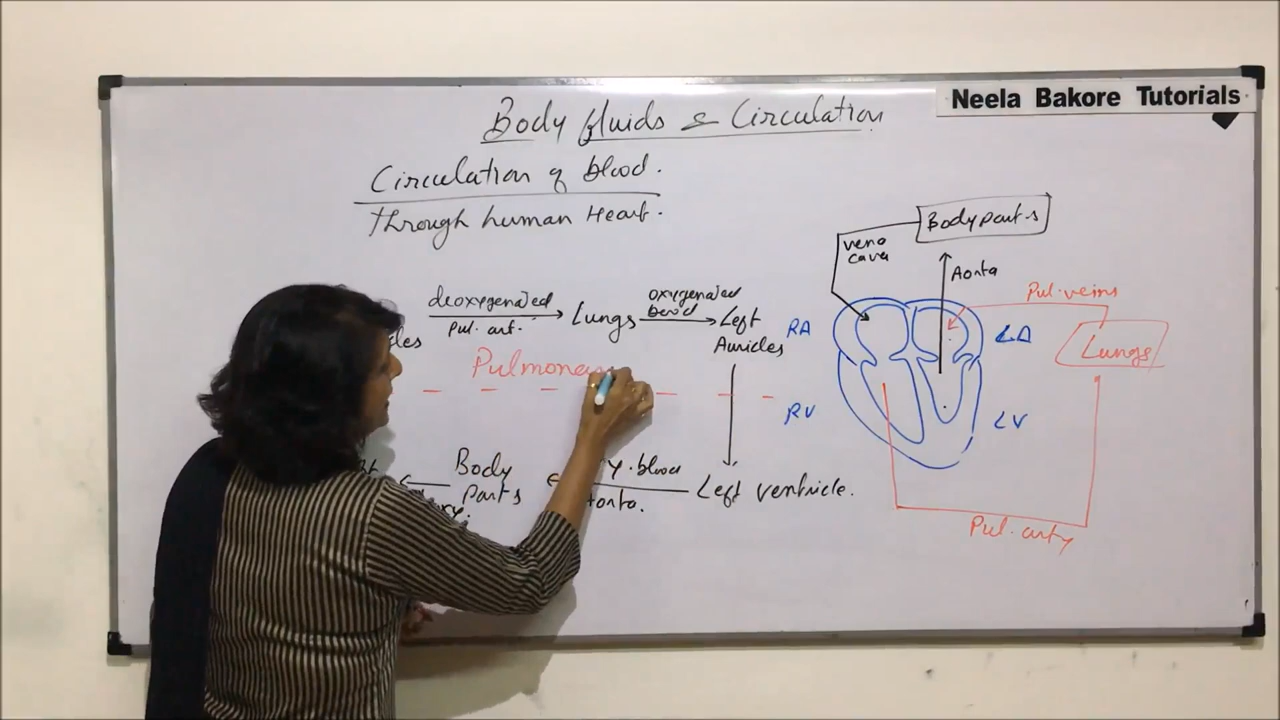 Neela Bakore Tutorials
Body fluids & Circulation
Circulation of blood.
Through human Heart.
Body parts
veno
cava
Aorta
Pul. veins
deoxygenated
Pul. art.
Lungs
oxygenated
blood
Left
Auricles
RA
LA
Lungs
Pulmonary
RV
LV
Body
parts
y. blood
Left ventricle.
Pul. arty